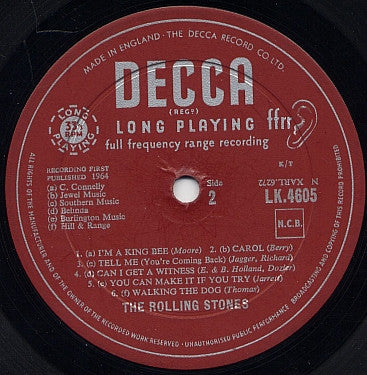 MADE IN ENGLAND · THE DECCA RECORD CO LTD.
DECCA
(REGD)
LONG PLAYING
ffrr
full frequency range recording
LONG PLAYING
33⅓
RPM
K/T
RECORDING FIRST
PUBLISHED 1964
(a) C. Connelly
(b) Jewel Music
(c) Southern Music
(d) Belinda
(e) Burlington Music
(f) Hill & Range
Side
2
N XARL.6272
LK.4605
N.C.B.
1.(a) I'M A KING BEE (Moore) 2.(b) CAROL (Berry)
3.(c) TELL ME (You're Coming Back) (Jagger, Richard)
4.(d) CAN I GET A WITNESS (E. & B. Holland, Dozier)
5.(e) YOU CAN MAKE IT IF YOU TRY (Jarrett)
6.(f) WALKING THE DOG (Thomas)
THE ROLLING STONES
ALL RIGHTS OF THE MANUFACTURER AND OF THE OWNER OF THE RECORDED WORK RESERVED · UNAUTHORISED PUBLIC PERFORMANCE, BROADCASTING AND COPYING OF THIS RECORD PROHIBITED